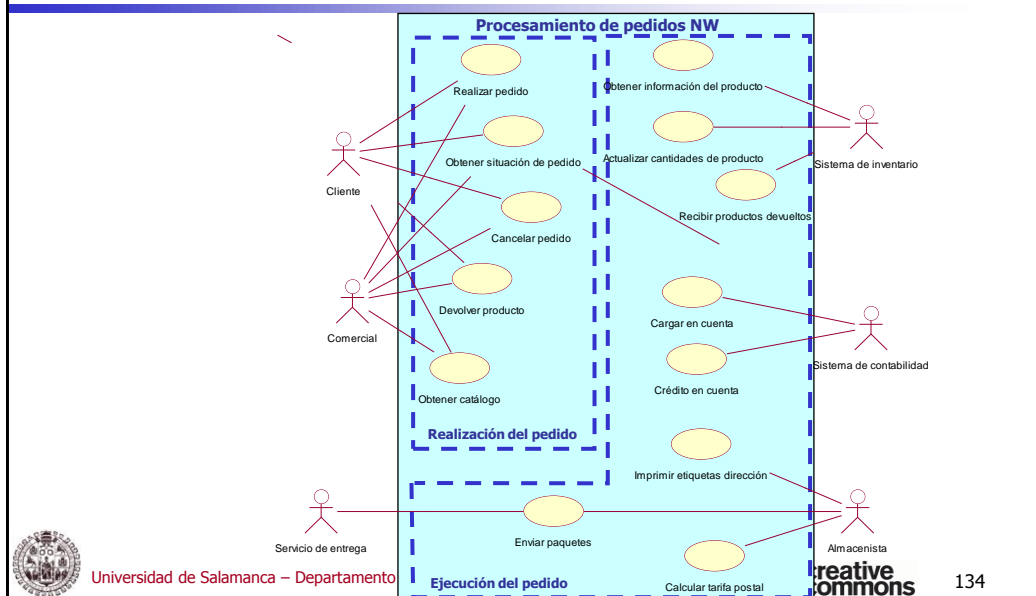 Procesamiento de pedidos NW
Realizar pedido
Obtener situación de pedido
Cancelar pedido
Devolver producto
Obtener catálogo
Realización del pedido
Obtener información del producto
Actualizar cantidades de producto
Recibir productos devueltos
Cargar en cuenta
Crédito en cuenta
Imprimir etiquetas dirección
Enviar paquetes
Calcular tarifa postal
Ejecución del pedido
Cliente
Comercial
Servicio de entrega
Sistema de inventario
Sistema de contabilidad
Almacenista
Universidad de Salamanca – Departamento
creative
commons
134